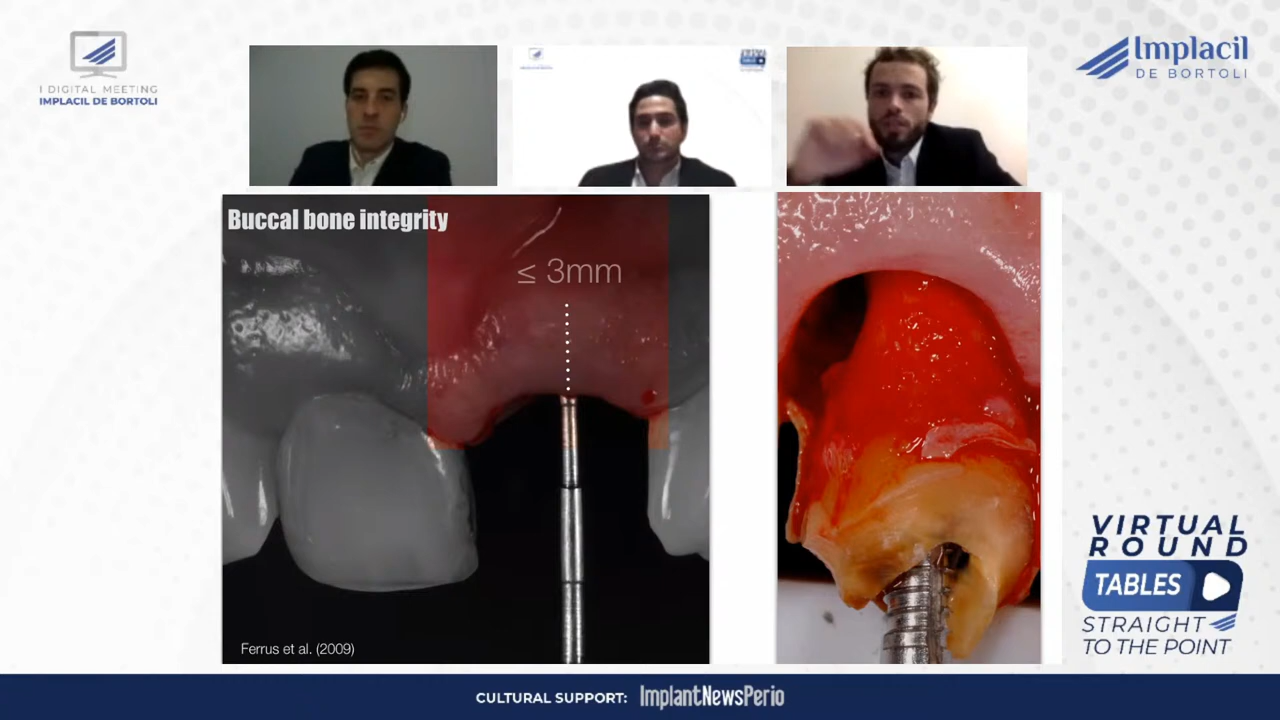 I DIGITAL MEETING
IMPLACIL DE BORTOLI
Implacil
DE BORTOLI
Buccal bone integrity
≤ 3mm
Ferrus et al. (2009)
VIRTUAL
ROUND
TABLES
STRAIGHT
TO THE POINT
CULTURAL SUPPORT: ImplantNewsPerio